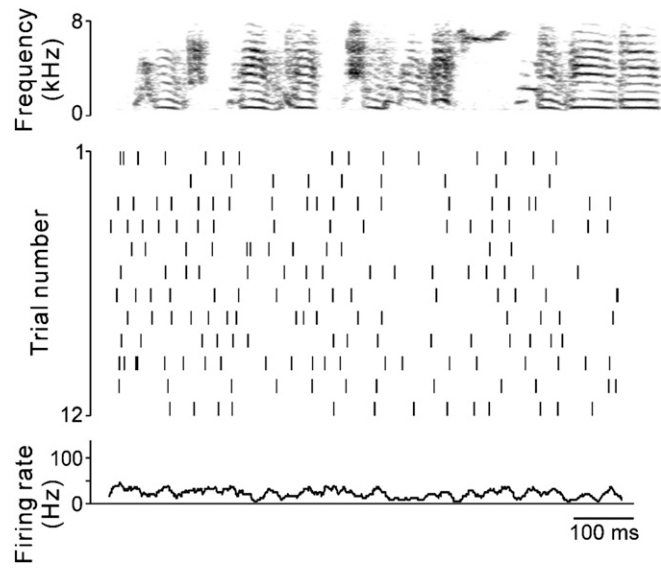 Frequency
(kHz)
8
0
Trial number
1
12
Firing rate
(Hz)
100
0
100 ms